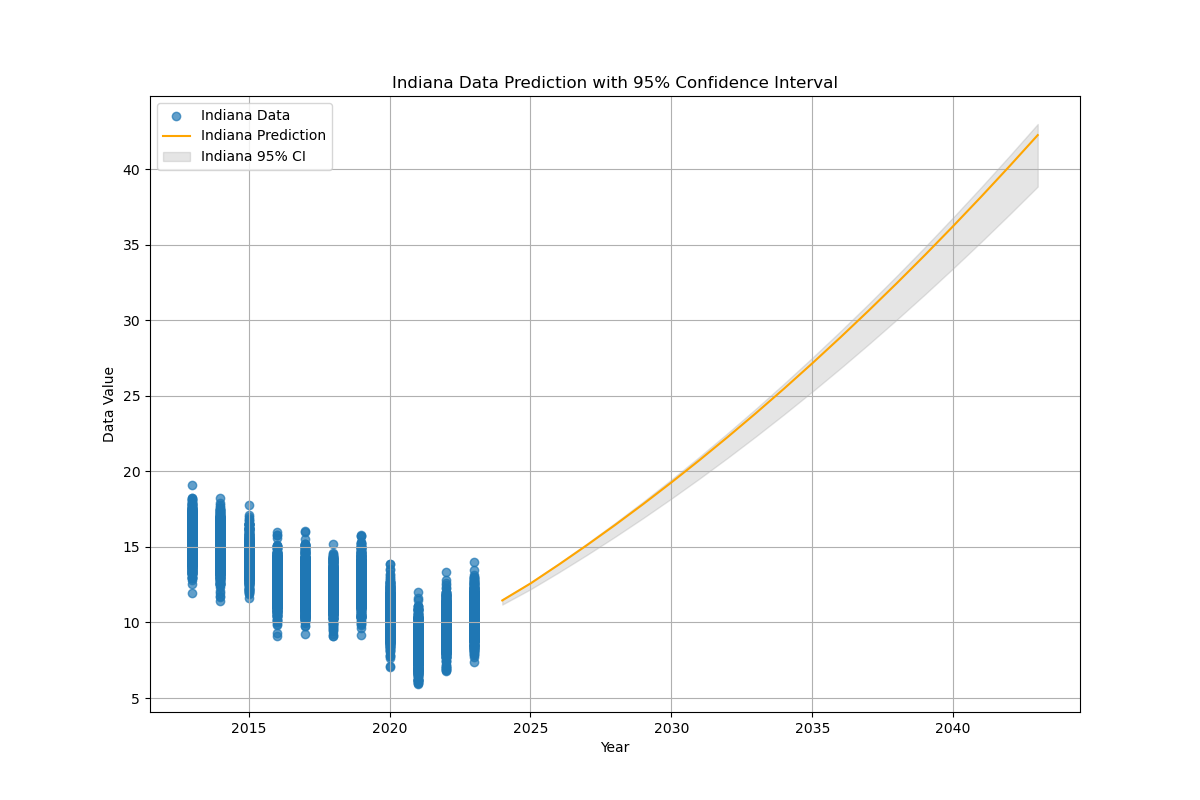 Indiana Data Prediction with 95% Confidence Interval
Indiana Data
Indiana Prediction
Indiana 95% CI
40
35
30
25
20
15
10
5
Data Value
2015
2020
2025
2030
2035
2040
Year